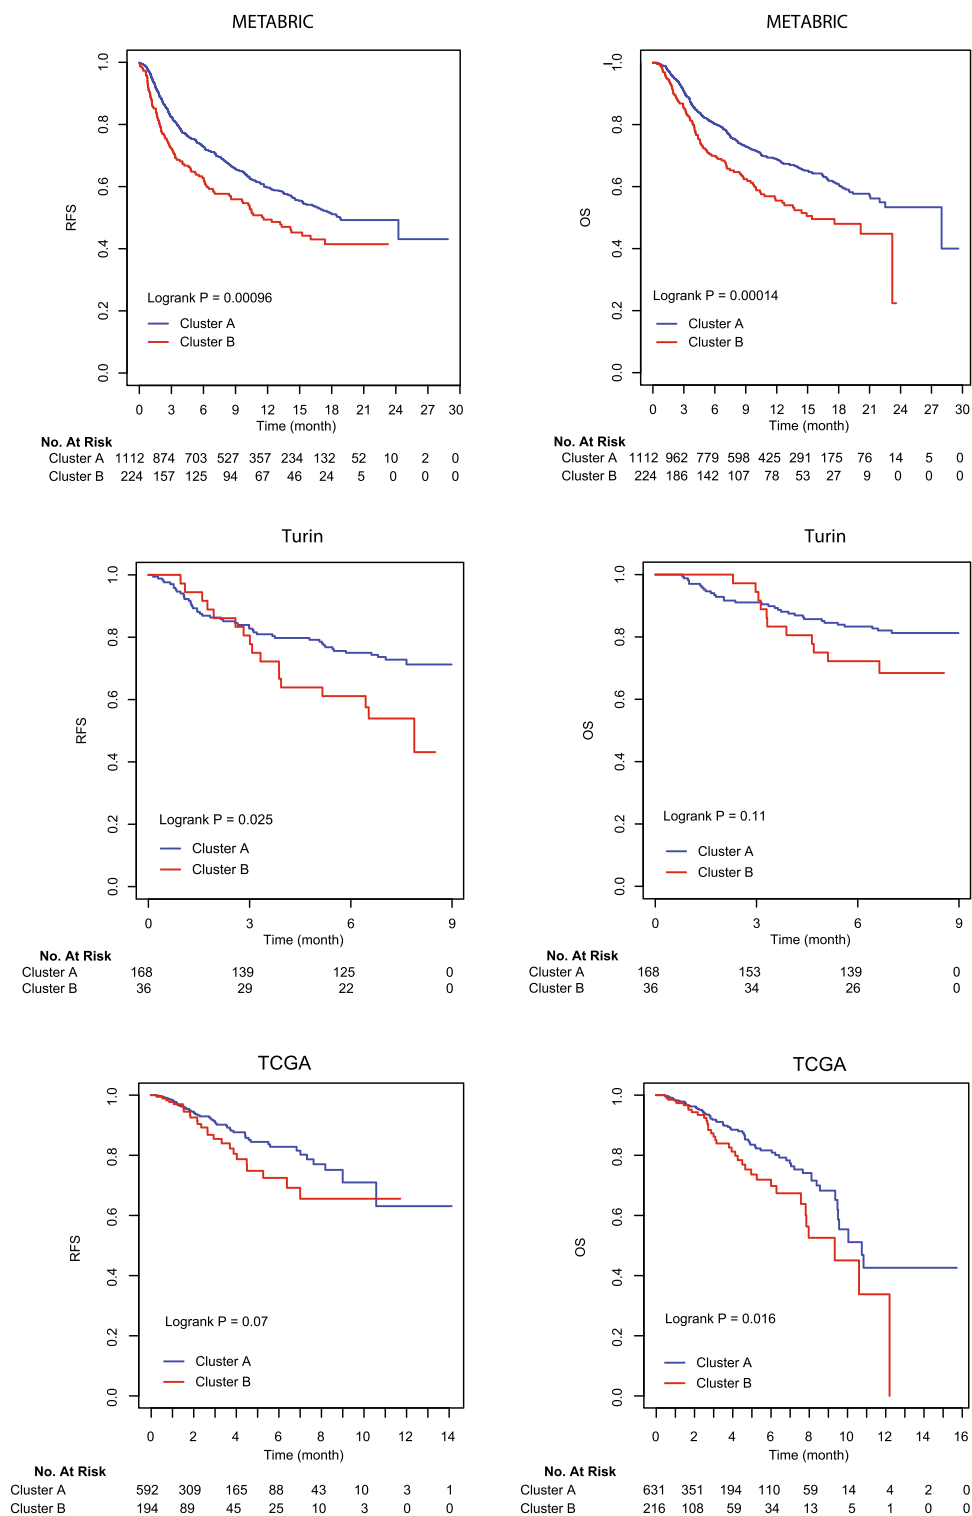 METABRIC
1.0
0.8
0.6
0.4
0.2
0.0
RFS
Logrank P = 0.00096
Cluster A
Cluster B
0 3 6 9 12 15 18 21 24 27 30
Time (month)
No. At Risk
Cluster A 1112 874 703 527 357 234 132 52 10 2 0
Cluster B 224 157 125 94 67 46 24 5 0 0 0
METABRIC
1.0
0.8
0.6
0.4
0.2
0.0
OS
Logrank P = 0.00014
Cluster A
Cluster B
0 3 6 9 12 15 18 21 24 27 30
Time (month)
No. At Risk
Cluster A 1112 962 779 598 425 291 175 76 14 5 0
Cluster B 224 186 142 107 78 53 27 9 0 0 0
Turin
1.0
0.8
0.6
0.4
0.2
0.0
RFS
Logrank P = 0.025
Cluster A
Cluster B
0 3 6 9
Time (month)
No. At Risk
Cluster A 168 139 125 0
Cluster B 36 29 22 0
Turin
1.0
0.8
0.6
0.4
0.2
0.0
OS
Logrank P = 0.11
Cluster A
Cluster B
0 3 6 9
Time (month)
No. At Risk
Cluster A 168 153 139 0
Cluster B 36 34 26 0
TCGA
1.0
0.8
0.6
0.4
0.2
0.0
RFS
Logrank P = 0.07
Cluster A
Cluster B
0 2 4 6 8 10 12 14
Time (month)
No. At Risk
Cluster A 592 309 165 88 43 10 3 1
Cluster B 194 89 45 25 10 3 0 0
TCGA
1.0
0.8
0.6
0.4
0.2
0.0
OS
Logrank P = 0.016
Cluster A
Cluster B
0 2 4 6 8 10 12 14 16
Time (month)
No. At Risk
Cluster A 631 351 194 110 59 14 4 2 0
Cluster B 216 108 59 34 13 5 1 0 0